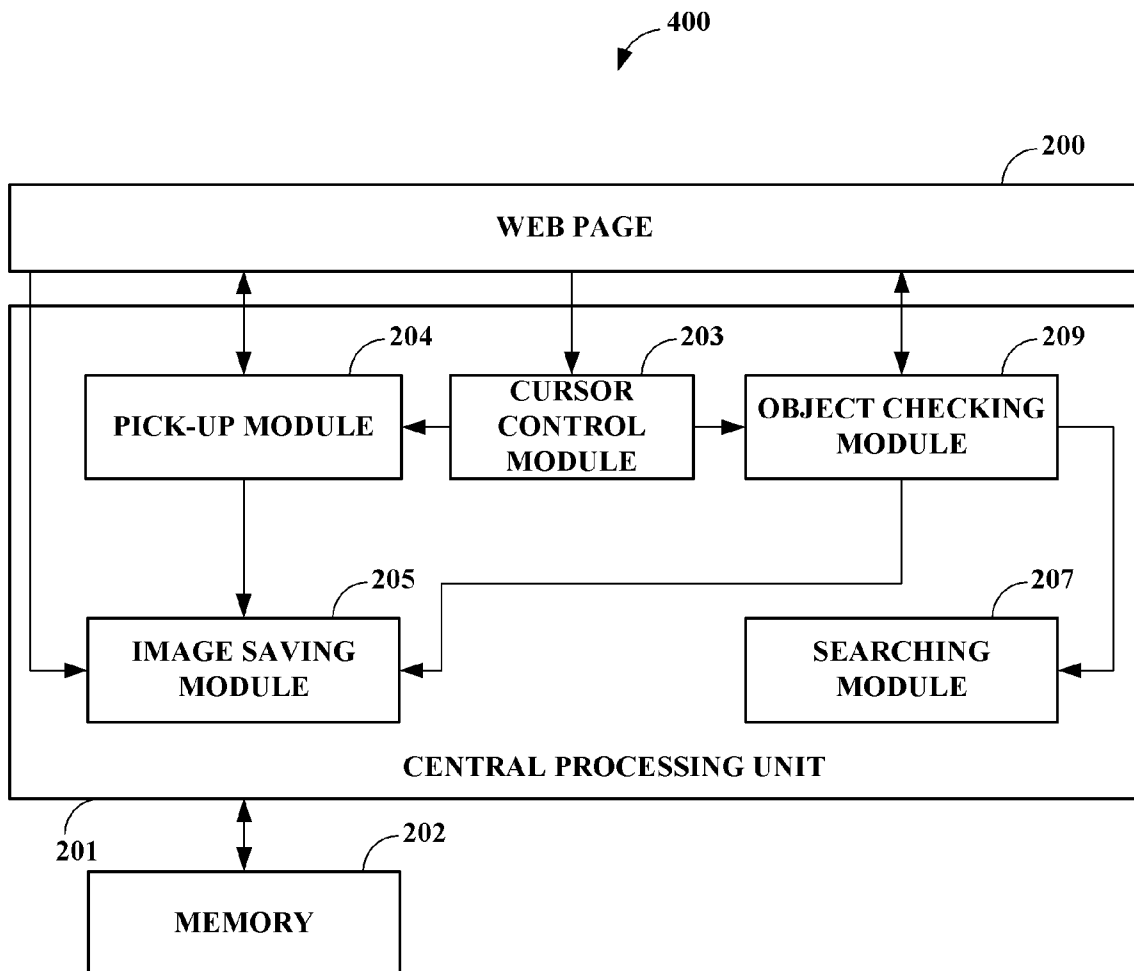 400
200
WEB PAGE
204
203
209
PICK-UP MODULE
CURSOR
CONTROL
MODULE
OBJECT CHECKING
MODULE
205
207
IMAGE SAVING
MODULE
SEARCHING
MODULE
CENTRAL PROCESSING UNIT
201
202
MEMORY